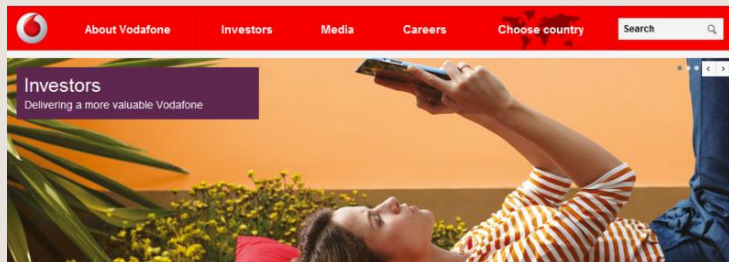 About Vodafone Investors Media Careers Choose country Search
Investors
Delivering a more valuable Vodafone